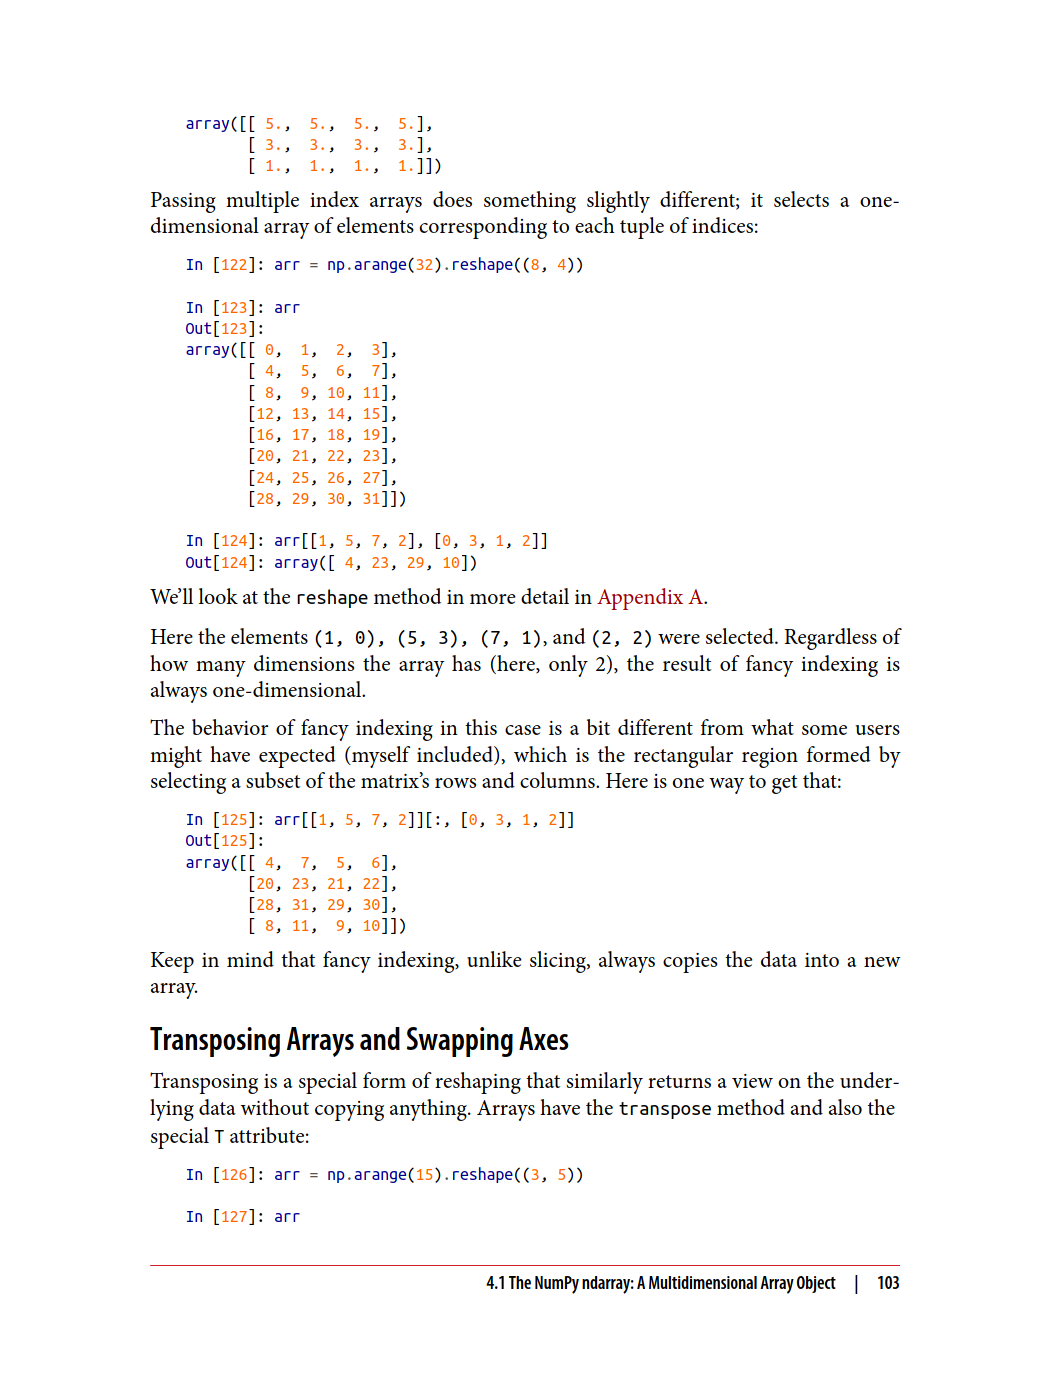 array([[ 5.,  5.,  5.,  5.],
       [ 3.,  3.,  3.,  3.],
       [ 1.,  1.,  1.,  1.]])
Passing multiple index arrays does something slightly different; it selects a one-
dimensional array of elements corresponding to each tuple of indices:
In [122]: arr = np.arange(32).reshape((8, 4))
In [123]: arr
Out[123]:
array([[ 0,  1,  2,  3],
       [ 4,  5,  6,  7],
       [ 8,  9, 10, 11],
       [12, 13, 14, 15],
       [16, 17, 18, 19],
       [20, 21, 22, 23],
       [24, 25, 26, 27],
       [28, 29, 30, 31]])
In [124]: arr[[1, 5, 7, 2], [0, 3, 1, 2]]
Out[124]: array([ 4, 23, 29, 10])
We’ll look at the reshape method in more detail in Appendix A.
Here the elements (1, 0), (5, 3), (7, 1), and (2, 2) were selected. Regardless of
how many dimensions the array has (here, only 2), the result of fancy indexing is
always one-dimensional.
The behavior of fancy indexing in this case is a bit different from what some users
might have expected (myself included), which is the rectangular region formed by
selecting a subset of the matrix’s rows and columns. Here is one way to get that:
In [125]: arr[[1, 5, 7, 2]][:, [0, 3, 1, 2]]
Out[125]:
array([[ 4,  7,  5,  6],
       [20, 23, 21, 22],
       [28, 31, 29, 30],
       [ 8, 11,  9, 10]])
Keep in mind that fancy indexing, unlike slicing, always copies the data into a new
array.
Transposing Arrays and Swapping Axes
Transposing is a special form of reshaping that similarly returns a view on the under-
lying data without copying anything. Arrays have the transpose method and also the
special T attribute:
In [126]: arr = np.arange(15).reshape((3, 5))
In [127]: arr
4.1 The NumPy ndarray: A Multidimensional Array Object | 103